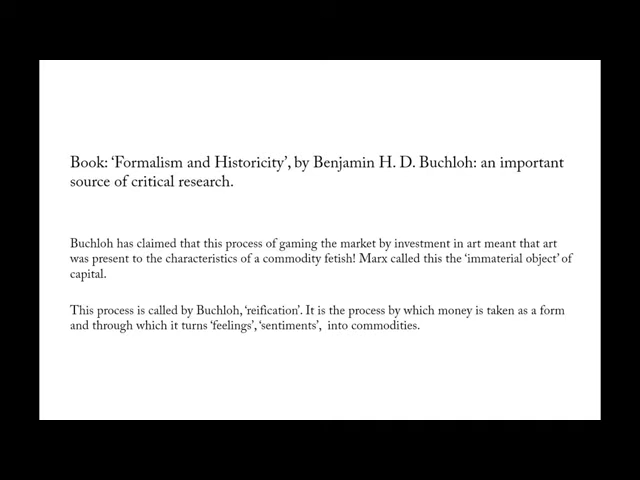 Book: ‘Formalism and Historicity’, by Benjamin H. D. Buchloh: an important
source of critical research.
Buchloh has claimed that this process of gaming the market by investment in art meant that art
was present to the characteristics of a commodity fetish! Marx called this the ‘immaterial object’ of
capital.
This process is called by Buchloh, ‘reification’. It is the process by which money is taken as a form
and through which it turns ‘feelings’, ‘sentiments’,  into commodities.